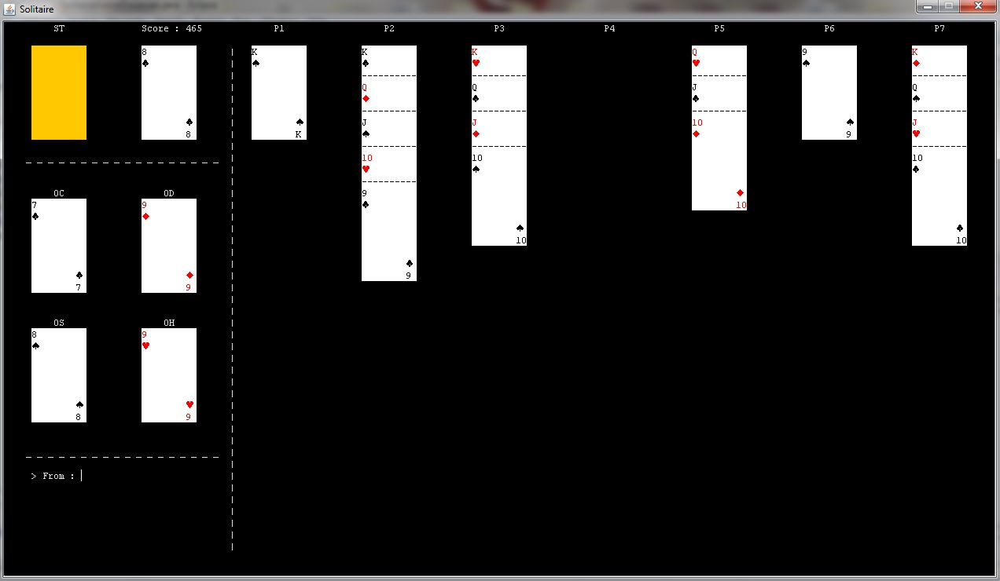 Solitaire
ST Score : 465 P1 P2 P3 P4 P5 P6 P7
8♣ K♠ K♣ K♥ Q♥ 9♠ K♦
Q♦ Q♣ J♣ Q♠
J♠ J♦ 10♦ J♥
♣8 ♠K
♠9
10♥ 10♠ 10♣
OC OD
9♣
7♣ 9♦ ♦10
♠10 ♣10
♣9
♣7 ♦9
OS OH
8♠ 9♥
♠8 ♥9
> From :